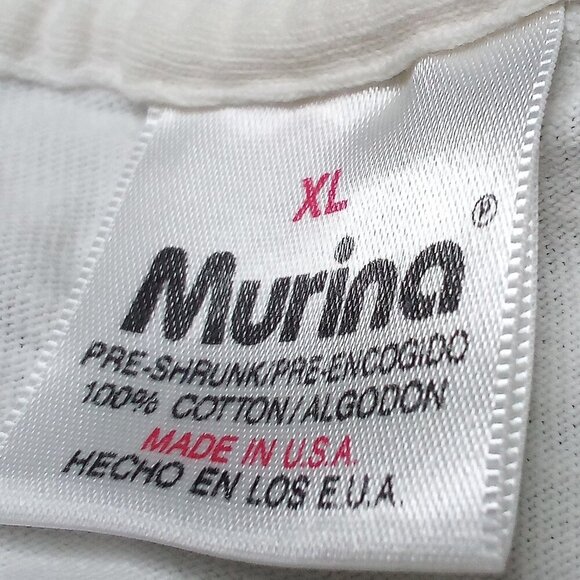 XL
Murina®
PRE-SHRUNK/PRE-ENCOGIDO
100% COTTON/ALGODON
MADE IN U.S.A.
HECHO EN LOS E.U.A.